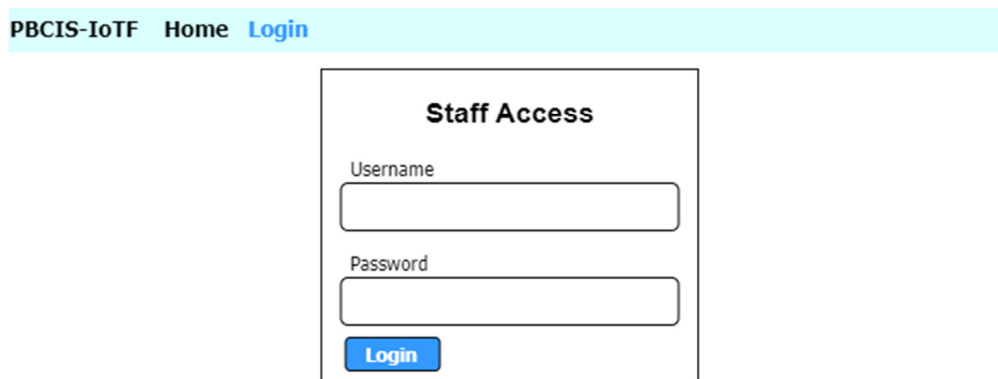 PBCIS-IoTF Home Login
Staff Access
Username
Password
Login